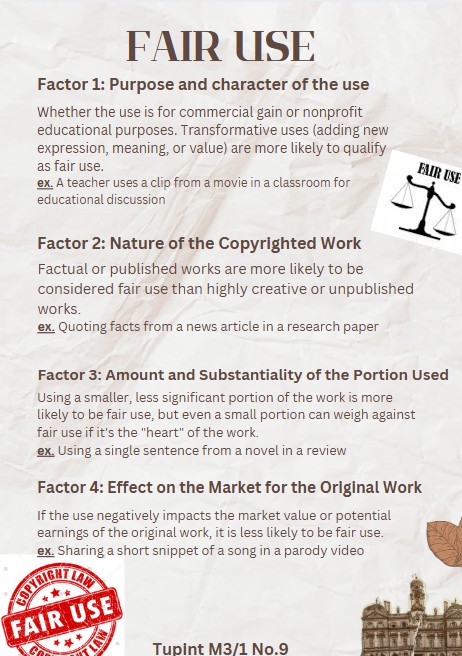 FAIR USE
Factor 1: Purpose and character of the use
Whether the use is for commercial gain or nonprofit
educational purposes. Transformative uses (adding new
expression, meaning, or value) are more likely to qualify
as fair use.
ex. A teacher uses a clip from a movie in a classroom for
educational discussion
FAIR USE
Factor 2: Nature of the Copyrighted Work
Factual or published works are more likely to be
considered fair use than highly creative or unpublished
works.
ex. Quoting facts from a news article in a research paper
Factor 3: Amount and Substantiality of the Portion Used
Using a smaller, less significant portion of the work is more
likely to be fair use, but even a small portion can weigh against
fair use if it's the "heart" of the work.
ex. Using a single sentence from a novel in a review
Factor 4: Effect on the Market for the Original Work
If the use negatively impacts the market value or potential
earnings of the original work, it is less likely to be fair use.
ex. Sharing a short snippet of a song in a parody video
COPYRIGHT LAW
FAIR USE
COPYRIGHT LAW
TupInt M3/1 No.9